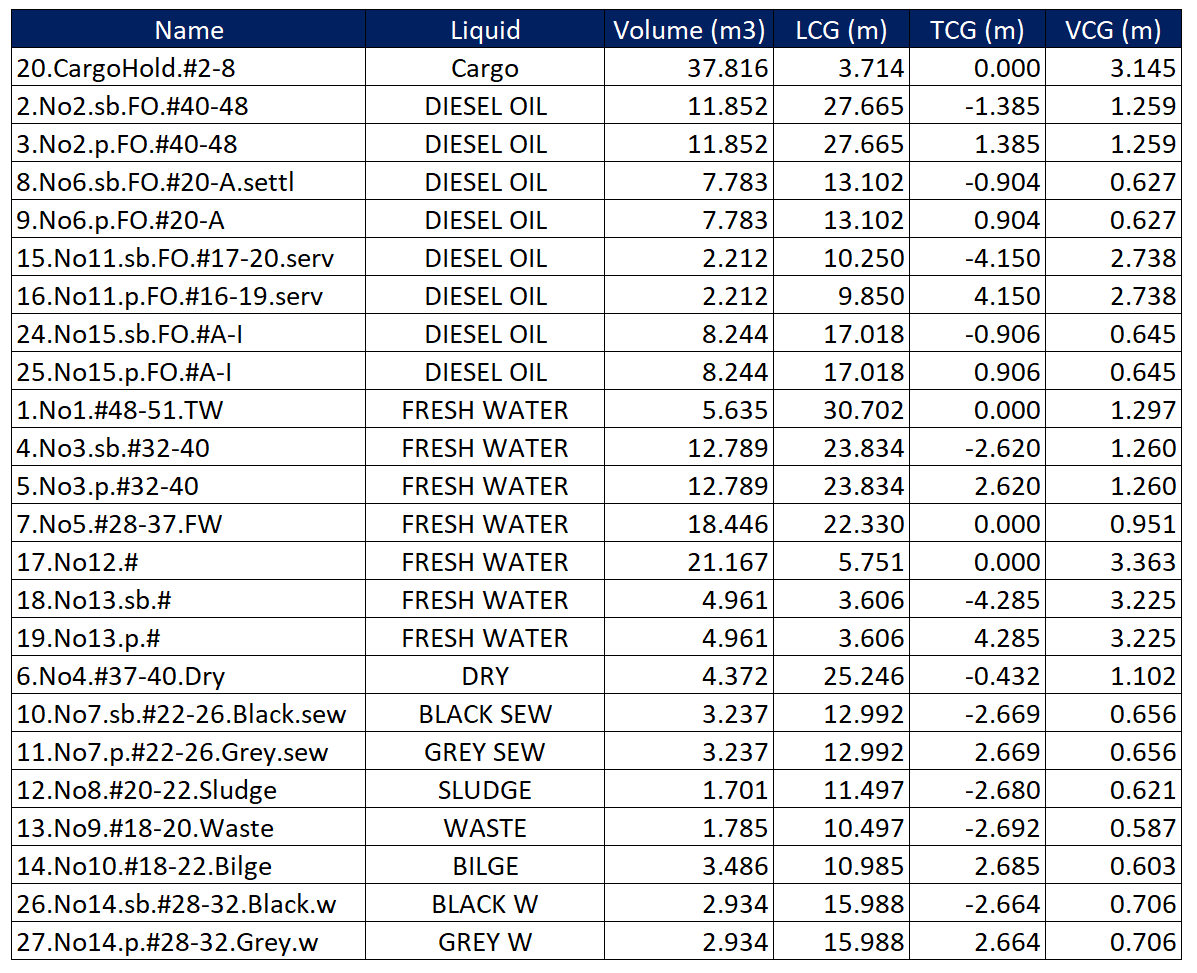 Name Liquid Volume (m3) LCG (m) TCG (m) VCG (m)
20.CargoHold.#2-8 Cargo 37.816 3.714 0.000 3.145
2.No2.sb.FO.#40-48 DIESEL OIL 11.852 27.665 -1.385 1.259
3.No2.p.FO.#40-48 DIESEL OIL 11.852 27.665 1.385 1.259
8.No6.sb.FO.#20-A.settl DIESEL OIL 7.783 13.102 -0.904 0.627
9.No6.p.FO.#20-A DIESEL OIL 7.783 13.102 0.904 0.627
15.No11.sb.FO.#17-20.serv DIESEL OIL 2.212 10.250 -4.150 2.738
16.No11.p.FO.#16-19.serv DIESEL OIL 2.212 9.850 4.150 2.738
24.No15.sb.FO.#A-I DIESEL OIL 8.244 17.018 -0.906 0.645
25.No15.p.FO.#A-I DIESEL OIL 8.244 17.018 0.906 0.645
1.No1.#48-51.TW FRESH WATER 5.635 30.702 0.000 1.297
4.No3.sb.#32-40 FRESH WATER 12.789 23.834 -2.620 1.260
5.No3.p.#32-40 FRESH WATER 12.789 23.834 2.620 1.260
7.No5.#28-37.FW FRESH WATER 18.446 22.330 0.000 0.951
17.No12.# FRESH WATER 21.167 5.751 0.000 3.363
18.No13.sb.# FRESH WATER 4.961 3.606 -4.285 3.225
19.No13.p.# FRESH WATER 4.961 3.606 4.285 3.225
6.No4.#37-40.Dry DRY 4.372 25.246 -0.432 1.102
10.No7.sb.#22-26.Black.sew BLACK SEW 3.237 12.992 -2.669 0.656
11.No7.p.#22-26.Grey.sew GREY SEW 3.237 12.992 2.669 0.656
12.No8.#20-22.Sludge SLUDGE 1.701 11.497 -2.680 0.621
13.No9.#18-20.Waste WASTE 1.785 10.497 -2.692 0.587
14.No10.#18-22.Bilge BILGE 3.486 10.985 2.685 0.603
26.No14.sb.#28-32.Black.w BLACK W 2.934 15.988 -2.664 0.706
27.No14.p.#28-32.Grey.w GREY W 2.934 15.988 2.664 0.706